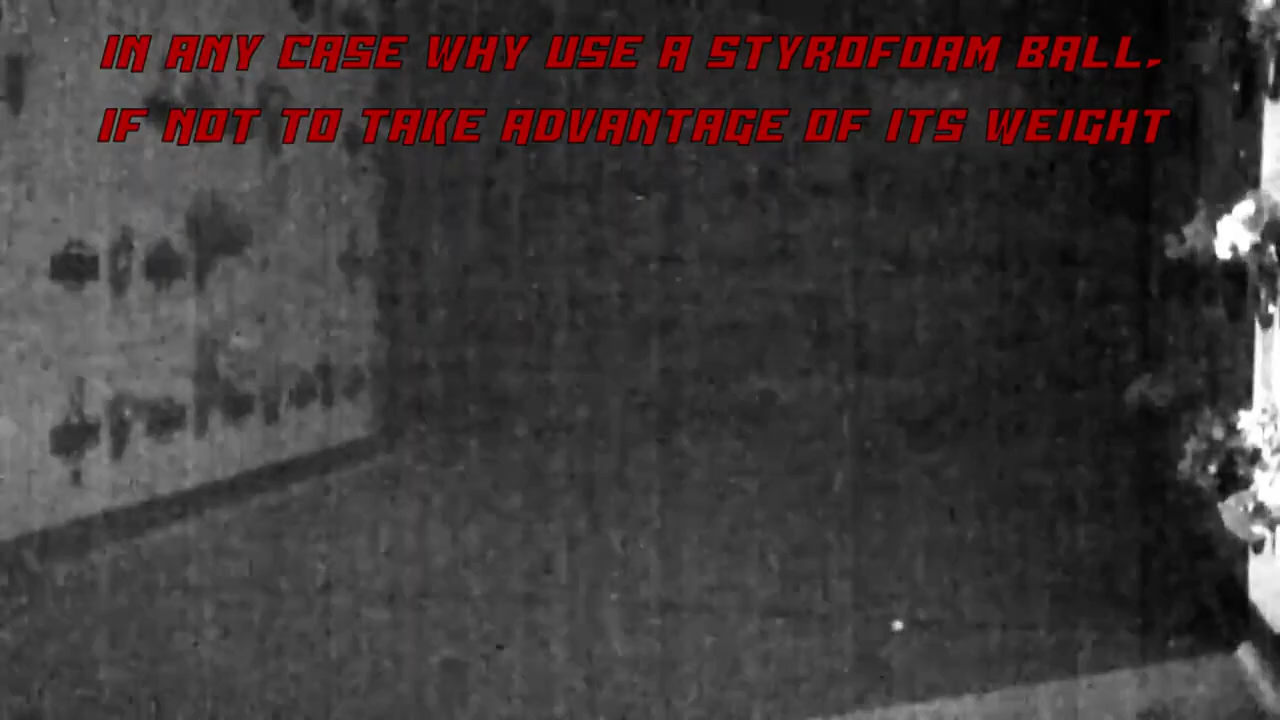 IN ANY CASE WHY USE A STYROFOAM BALL,
IF NOT TO TAKE ADVANTAGE OF ITS WEIGHT